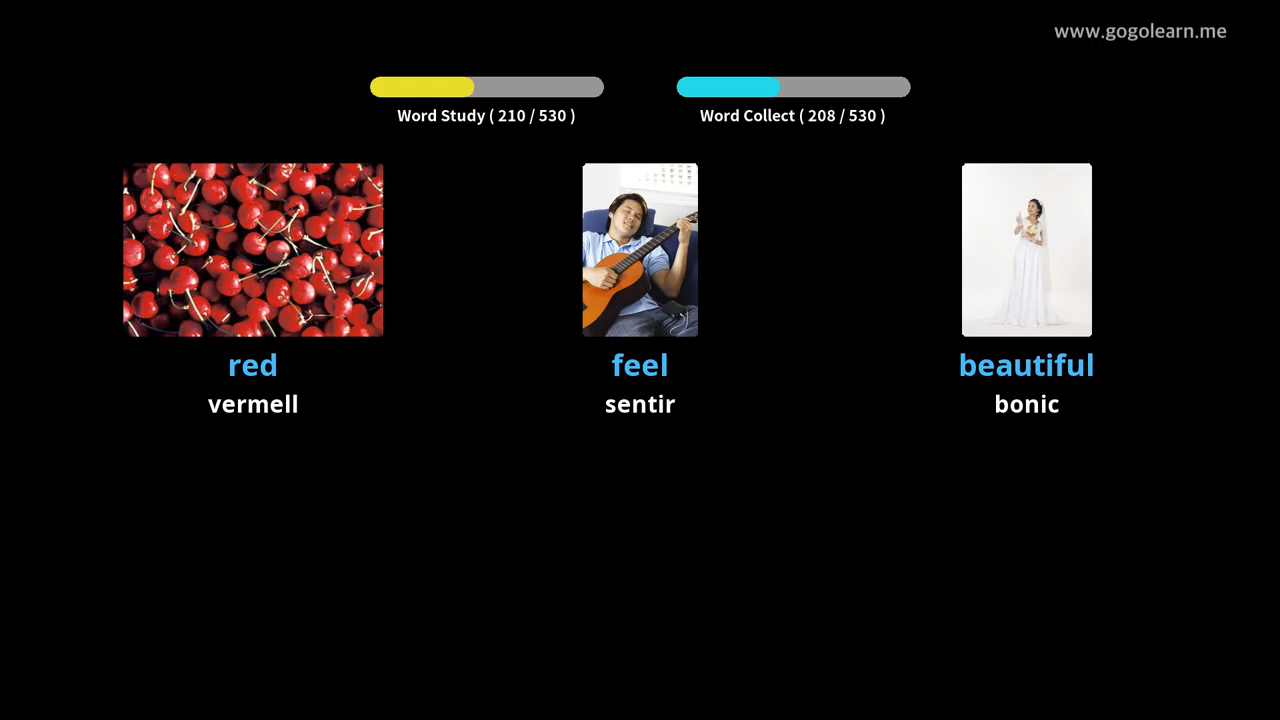 www.gogolearn.me
Word Study ( 210 / 530 )
Word Collect ( 208 / 530 )
red
feel
beautiful
vermell
sentir
bonic